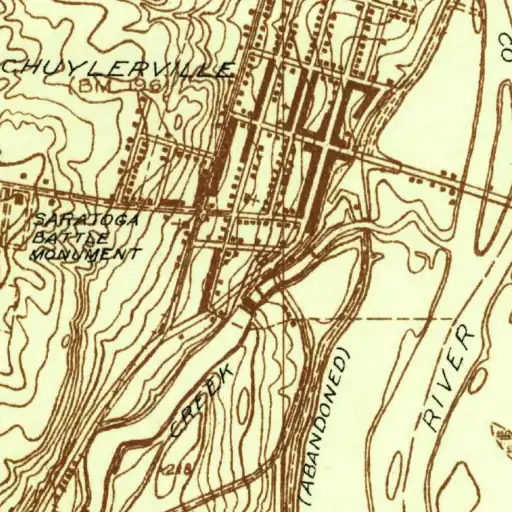 CHUYLERVILLE
(BM 196)
SARATOGA
BATTLE
MONUMENT
CREEK
(ABANDONED)
RIVER
×218